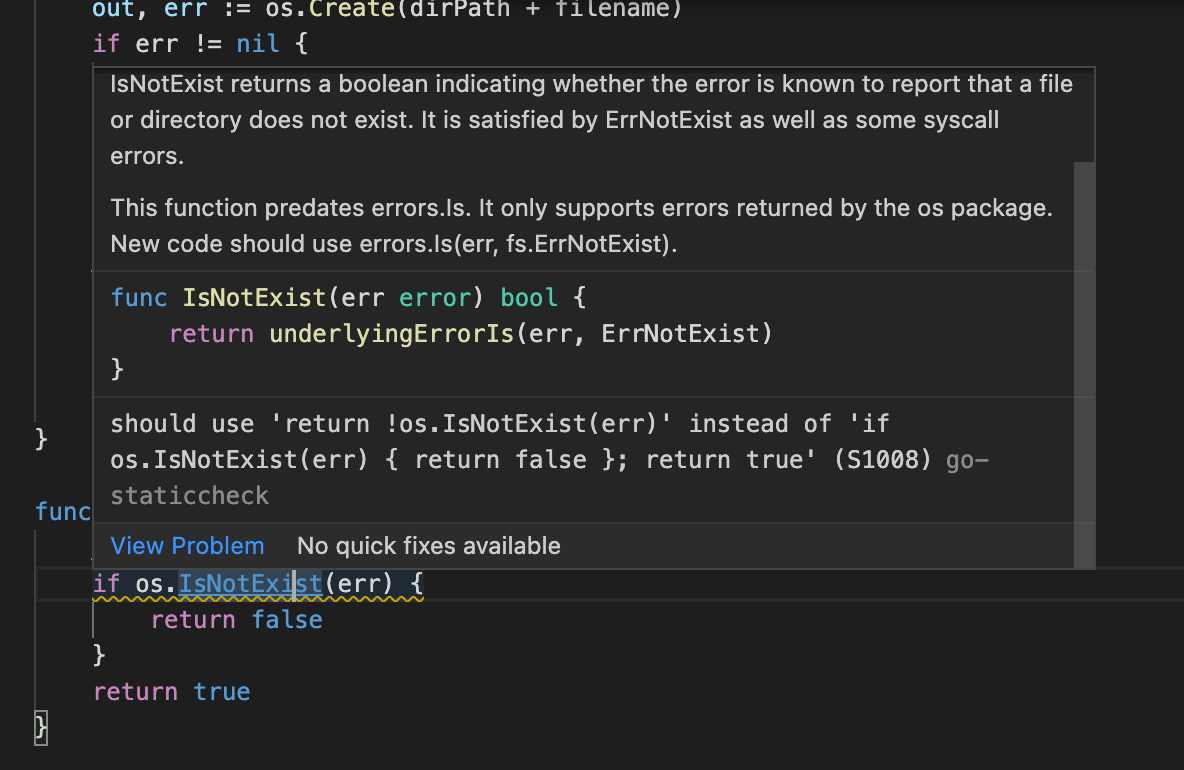 out, err := os.Create(dirPath + filename)
if err != nil {
IsNotExist returns a boolean indicating whether the error is known to report that a file
or directory does not exist. It is satisfied by ErrNotExist as well as some syscall
errors.
This function predates errors.Is. It only supports errors returned by the os package.
New code should use errors.Is(err, fs.ErrNotExist).
func IsNotExist(err error) bool {
    return underlyingErrorIs(err, ErrNotExist)
}
should use 'return !os.IsNotExist(err)' instead of 'if
os.IsNotExist(err) { return false }; return true' (S1008) go-
staticcheck
View Problem No quick fixes available
}
func
if os.IsNotExist(err) {
    return false
}
return true
}